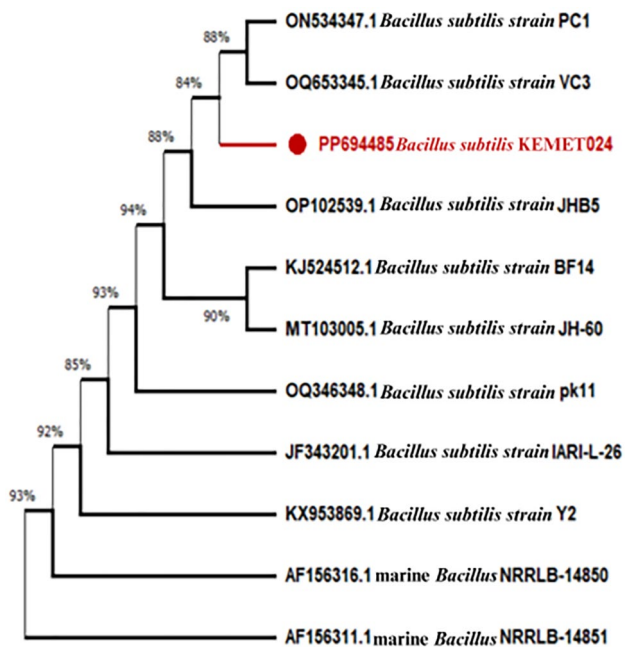 ON534347.1 Bacillus subtilis strain PC1
88%
OQ653345.1 Bacillus subtilis strain VC3
84%
PP694485 Bacillus subtilis KEMET024
88%
OP102539.1 Bacillus subtilis strain JHB5
94%
KJ524512.1 Bacillus subtilis strain BF14
93%
90%
MT103005.1 Bacillus subtilis strain JH-60
85%
OQ346348.1 Bacillus subtilis strain pk11
92%
JF343201.1 Bacillus subtilis strain IARI-L-26
93%
KX953869.1 Bacillus subtilis strain Y2
AF156316.1 marine Bacillus NRRLB-14850
AF156311.1 marine Bacillus NRRLB-14851